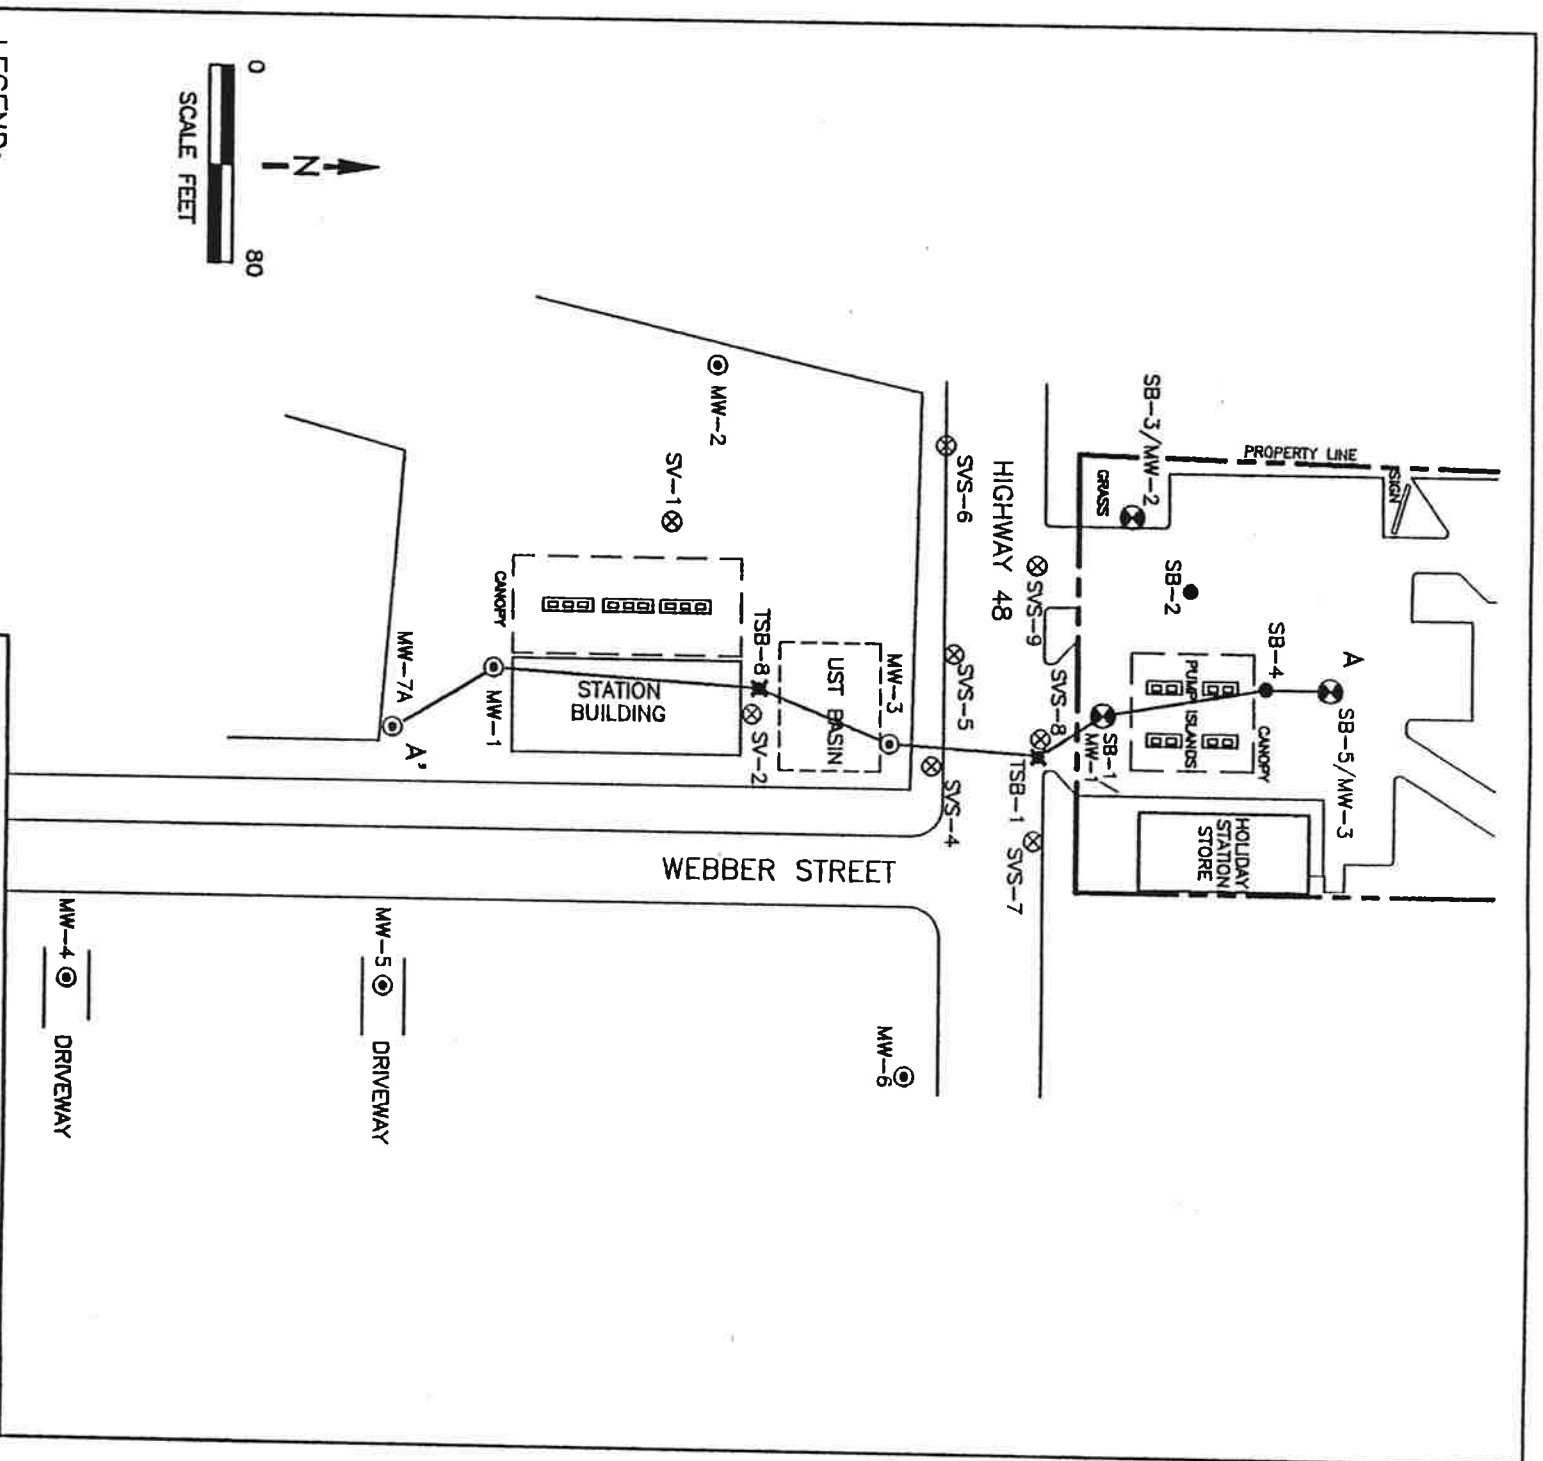 LEGEND:
0
80
SCALE FEET
N
MW-2
SV-1
CANOPY
MW-7A
A'
MW-1
STATION
BUILDING
TSB-8
SV-2
UST BASIN
MW-3
SVS-6
SVS-5
SVS-4
HIGHWAY 48
SVS-9
SVS-8
TSB-1
SVS-7
SB-3/MW-2
GRASS
PROPERTY LINE
SIGN
SB-2
SB-4
A
SB-5/MW-3
PUMP ISLANDS
CANOPY
SB-1/
MW-1
HOLIDAY
STATION
STORE
WEBBER STREET
MW-4
DRIVEWAY
MW-5
DRIVEWAY
MW-6